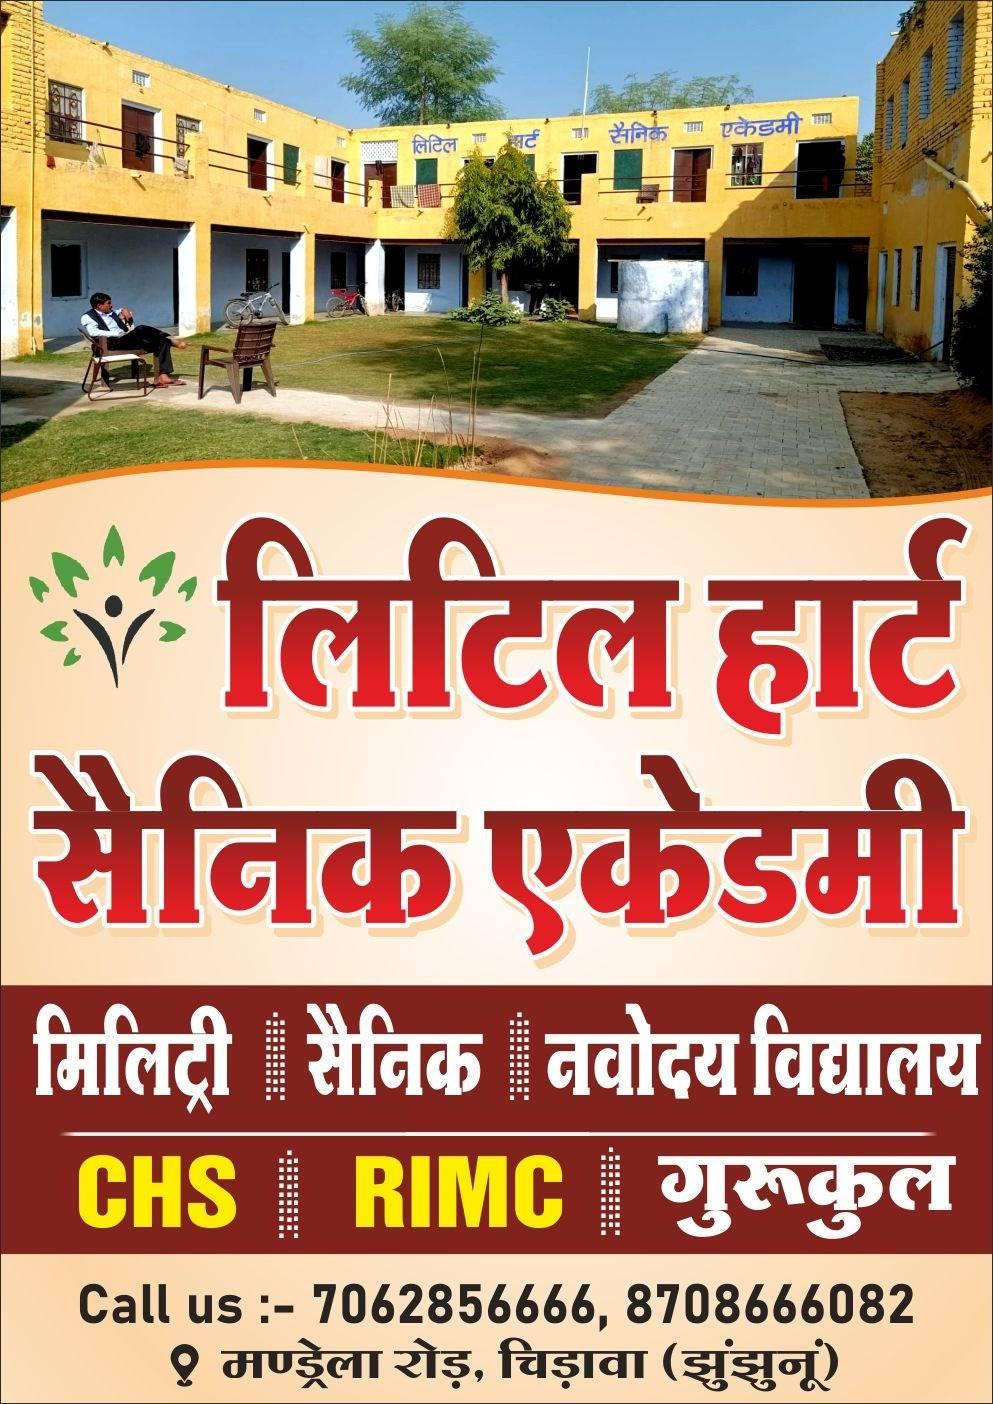 लिटिल हार्ट सैनिक एकेडमी
लिटिल हार्ट
सैनिक एकेडमी
मिलिट्री सैनिक नवोदय विद्यालय
CHS RIMC गुरूकुल
Call us :- 7062856666, 8708666082
मण्ड्रेला रोड़, चिड़ावा (झुंझुनूं)